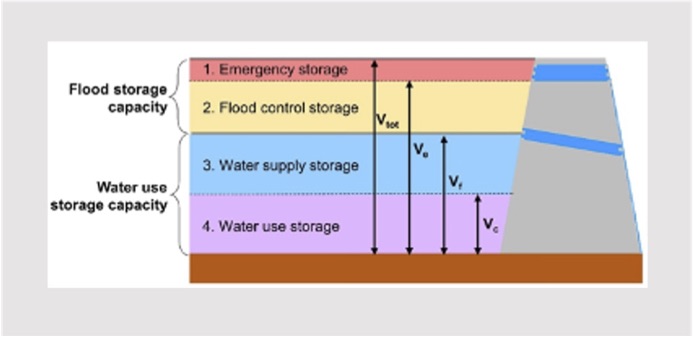 Flood storage
capacity
Water use
storage capacity
1. Emergency storage
2. Flood control storage
3. Water supply storage
4. Water use storage
Vtot
Ve
Vf
Vc